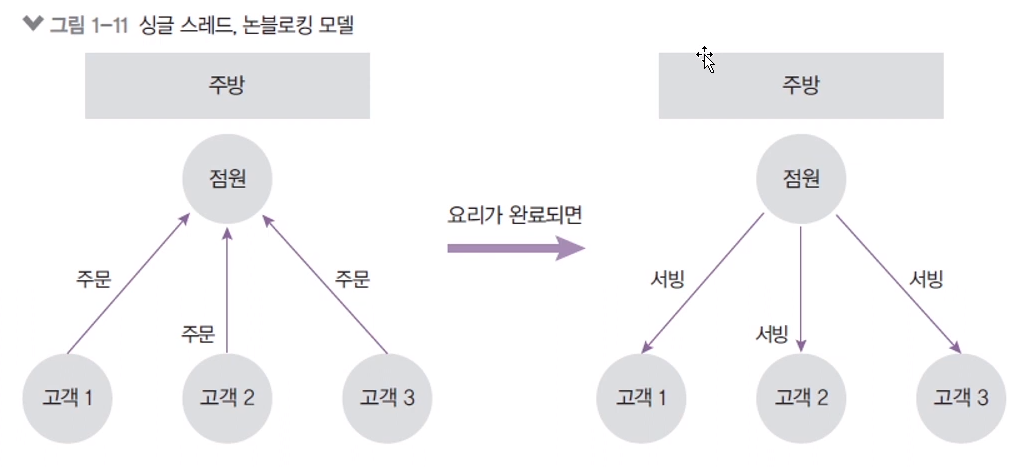 그림 1-11 싱글 스레드, 논블로킹 모델
주방
점원
주문
주문
주문
고객 1
고객 2
고객 3
요리가 완료되면
주방
점원
서빙
서빙
서빙
고객 1
고객 2
고객 3